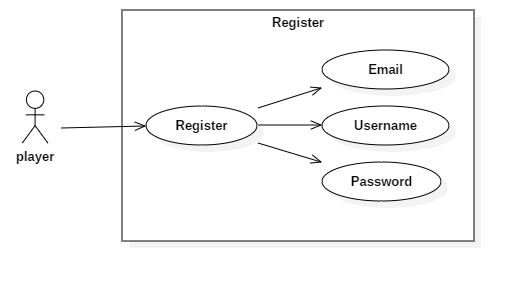 Register
Email
Register
Username
player
Password